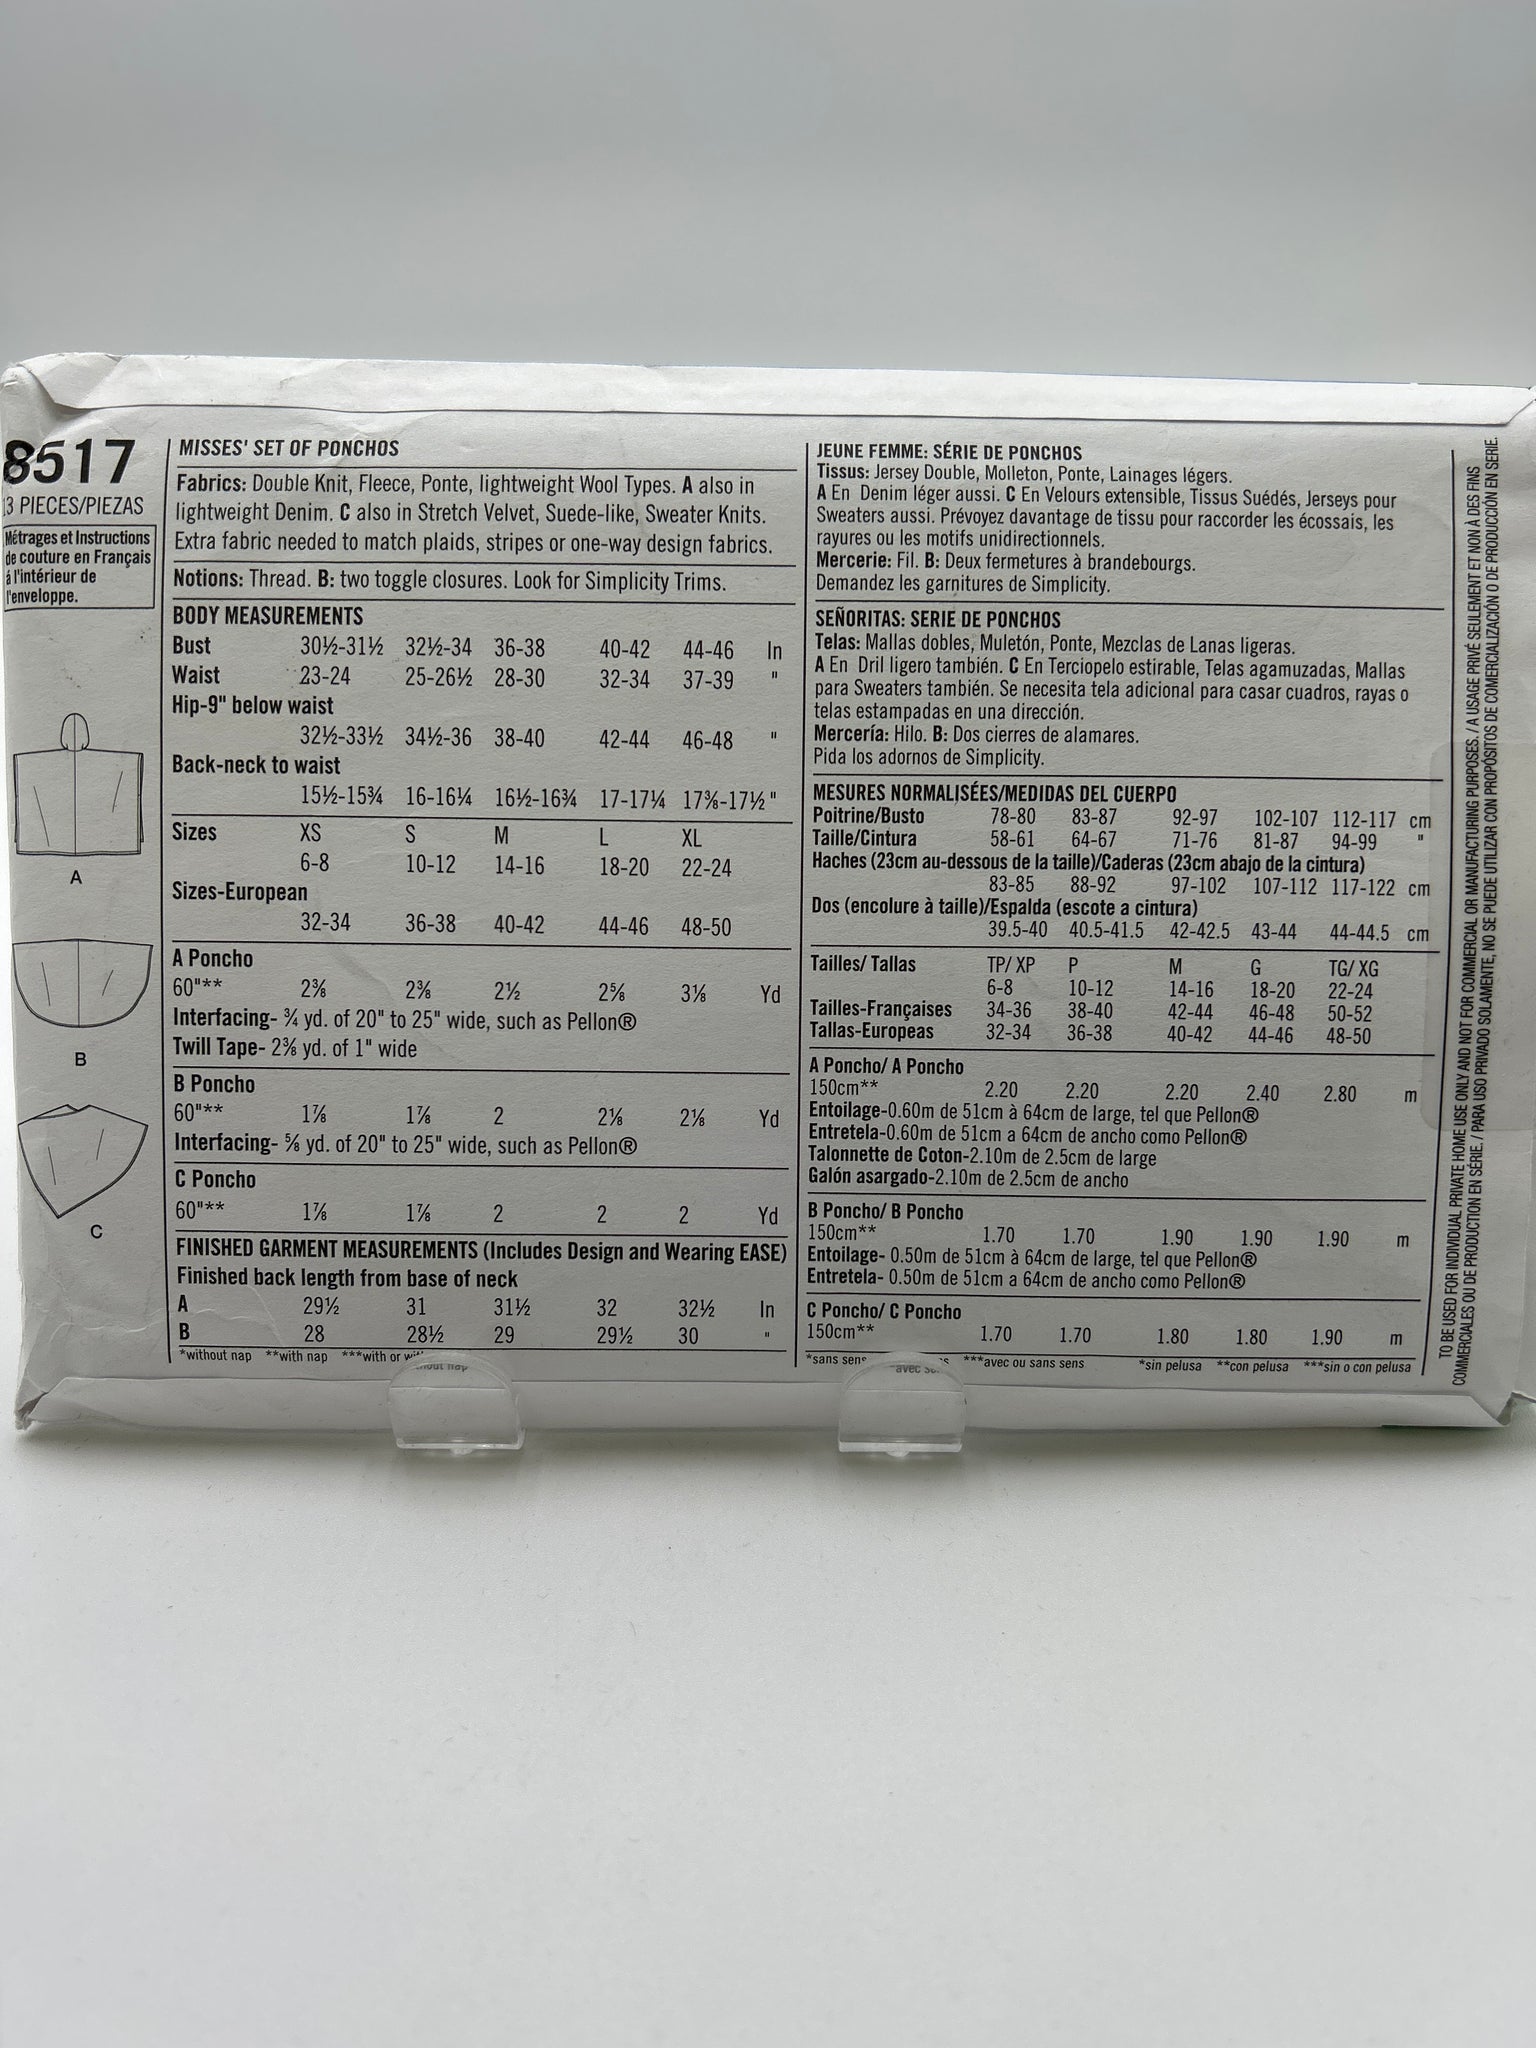 8517
13 PIECES/PIEZAS
Métrages et Instructions
de couture en Français
á l'intérieur de
l'enveloppe.
A
B
C
MISSES' SET OF PONCHOS
Fabrics: Double Knit, Fleece, Ponte, lightweight Wool Types. A also in
lightweight Denim. C also in Stretch Velvet, Suede-like, Sweater Knits.
Extra fabric needed to match plaids, stripes or one-way design fabrics.
Notions: Thread. B: two toggle closures. Look for Simplicity Trims.
BODY MEASUREMENTS
Bust 30½-31½ 32½-34 36-38 40-42 44-46 In
Waist 23-24 25-26½ 28-30 32-34 37-39 "
Hip-9" below waist
32½-33½ 34½-36 38-40 42-44 46-48 "
Back-neck to waist
15½-15¾ 16-16¼ 16½-16¾ 17-17¼ 17⅜-17½ "
Sizes XS S M L XL
6-8 10-12 14-16 18-20 22-24
Sizes-European
32-34 36-38 40-42 44-46 48-50
A Poncho
60"** 2⅜ 2⅜ 2½ 2⅝ 3⅛ Yd
Interfacing- ¾ yd. of 20" to 25" wide, such as Pellon®
Twill Tape- 2⅜ yd. of 1" wide
B Poncho
60"** 1⅞ 1⅞ 2 2⅛ 2⅛ Yd
Interfacing- ⅝ yd. of 20" to 25" wide, such as Pellon®
C Poncho
60"** 1⅞ 1⅞ 2 2 2 Yd
FINISHED GARMENT MEASUREMENTS (Includes Design and Wearing EASE)
Finished back length from base of neck
A 29½ 31 31½ 32 32½ In
B 28 28½ 29 29½ 30 "
*without nap **with nap ***with or without nap
JEUNE FEMME: SÉRIE DE PONCHOS
Tissus: Jersey Double, Molleton, Ponte, Lainages légers.
A En Denim léger aussi. C En Velours extensible, Tissus Suédés, Jerseys pour
Sweaters aussi. Prévoyez davantage de tissu pour raccorder les écossais, les
rayures ou les motifs unidirectionnels.
Mercerie: Fil. B: Deux fermetures à brandebourgs.
Demandez les garnitures de Simplicity.
SEÑORITAS: SERIE DE PONCHOS
Telas: Mallas dobles, Muletón, Ponte, Mezclas de Lanas ligeras.
A En Dril ligero también. C En Terciopelo estirable, Telas agamuzadas, Mallas
para Sweaters también. Se necesita tela adicional para casar cuadros, rayas o
telas estampadas en una dirección.
Mercería: Hilo. B: Dos cierres de alamares.
Pida los adornos de Simplicity.
MESURES NORMALISÉES/MEDIDAS DEL CUERPO
Poitrine/Busto 78-80 83-87 92-97 102-107 112-117 cm
Taille/Cintura 58-61 64-67 71-76 81-87 94-99 "
Haches (23cm au-dessous de la taille)/Caderas (23cm abajo de la cintura)
83-85 88-92 97-102 107-112 117-122 cm
Dos (encolure à taille)/Espalda (escote a cintura)
39.5-40 40.5-41.5 42-42.5 43-44 44-44.5 cm
Tailles/ Tallas TP/ XP P M G TG/ XG
6-8 10-12 14-16 18-20 22-24
Tailles-Françaises 34-36 38-40 42-44 46-48 50-52
Tallas-Europeas 32-34 36-38 40-42 44-46 48-50
A Poncho/ A Poncho
150cm** 2.20 2.20 2.20 2.40 2.80 m
Entoilage-0.60m de 51cm à 64cm de large, tel que Pellon®
Entretela-0.60m de 51cm a 64cm de ancho como Pellon®
Talonnette de Coton-2.10m de 2.5cm de large
Galón asargado-2.10m de 2.5cm de ancho
B Poncho/ B Poncho
150cm** 1.70 1.70 1.90 1.90 1.90 m
Entoilage- 0.50m de 51cm à 64cm de large, tel que Pellon®
Entretela- 0.50m de 51cm a 64cm de ancho como Pellon®
C Poncho/ C Poncho
150cm** 1.70 1.70 1.80 1.80 1.90 m
*sans sens avec sens ***avec ou sans sens *sin pelusa **con pelusa ***sin o con pelusa
TO BE USED FOR INDIVIDUAL PRIVATE HOME USE ONLY AND NOT FOR COMMERCIAL OR MANUFACTURING PURPOSES. / A USAGE PRIVÉ SEULEMENT ET NON À DES FINS
COMMERCIALES OU DE PRODUCTION EN SÉRIE. / PARA USO PRIVADO SOLAMENTE, NO SE PUEDE UTILIZAR CON PROPÓSITOS DE COMERCIALIZACIÓN O DE PRODUCCIÓN EN SERIE.